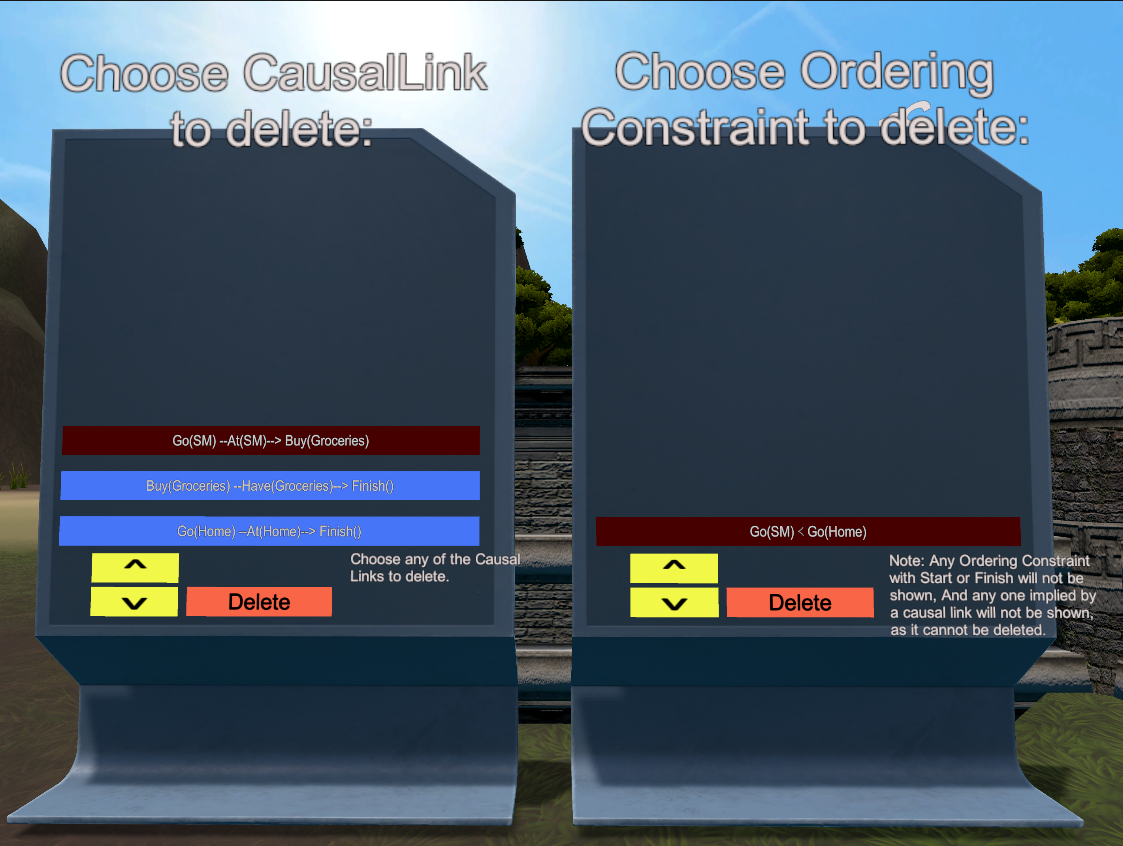 Choose CausalLink
to delete:
Go(SM) --At(SM)--> Buy(Groceries)
Buy(Groceries) --Have(Groceries)--> Finish()
Go(Home) --At(Home)--> Finish()
^
v
Delete
Choose any of the Causal
Links to delete.
Choose Ordering
Constraint to delete:
Go(SM) < Go(Home)
^
v
Delete
Note: Any Ordering Constraint
with Start or Finish will not be
shown, And any one implied by
a causal link will not be shown,
as it cannot be deleted.